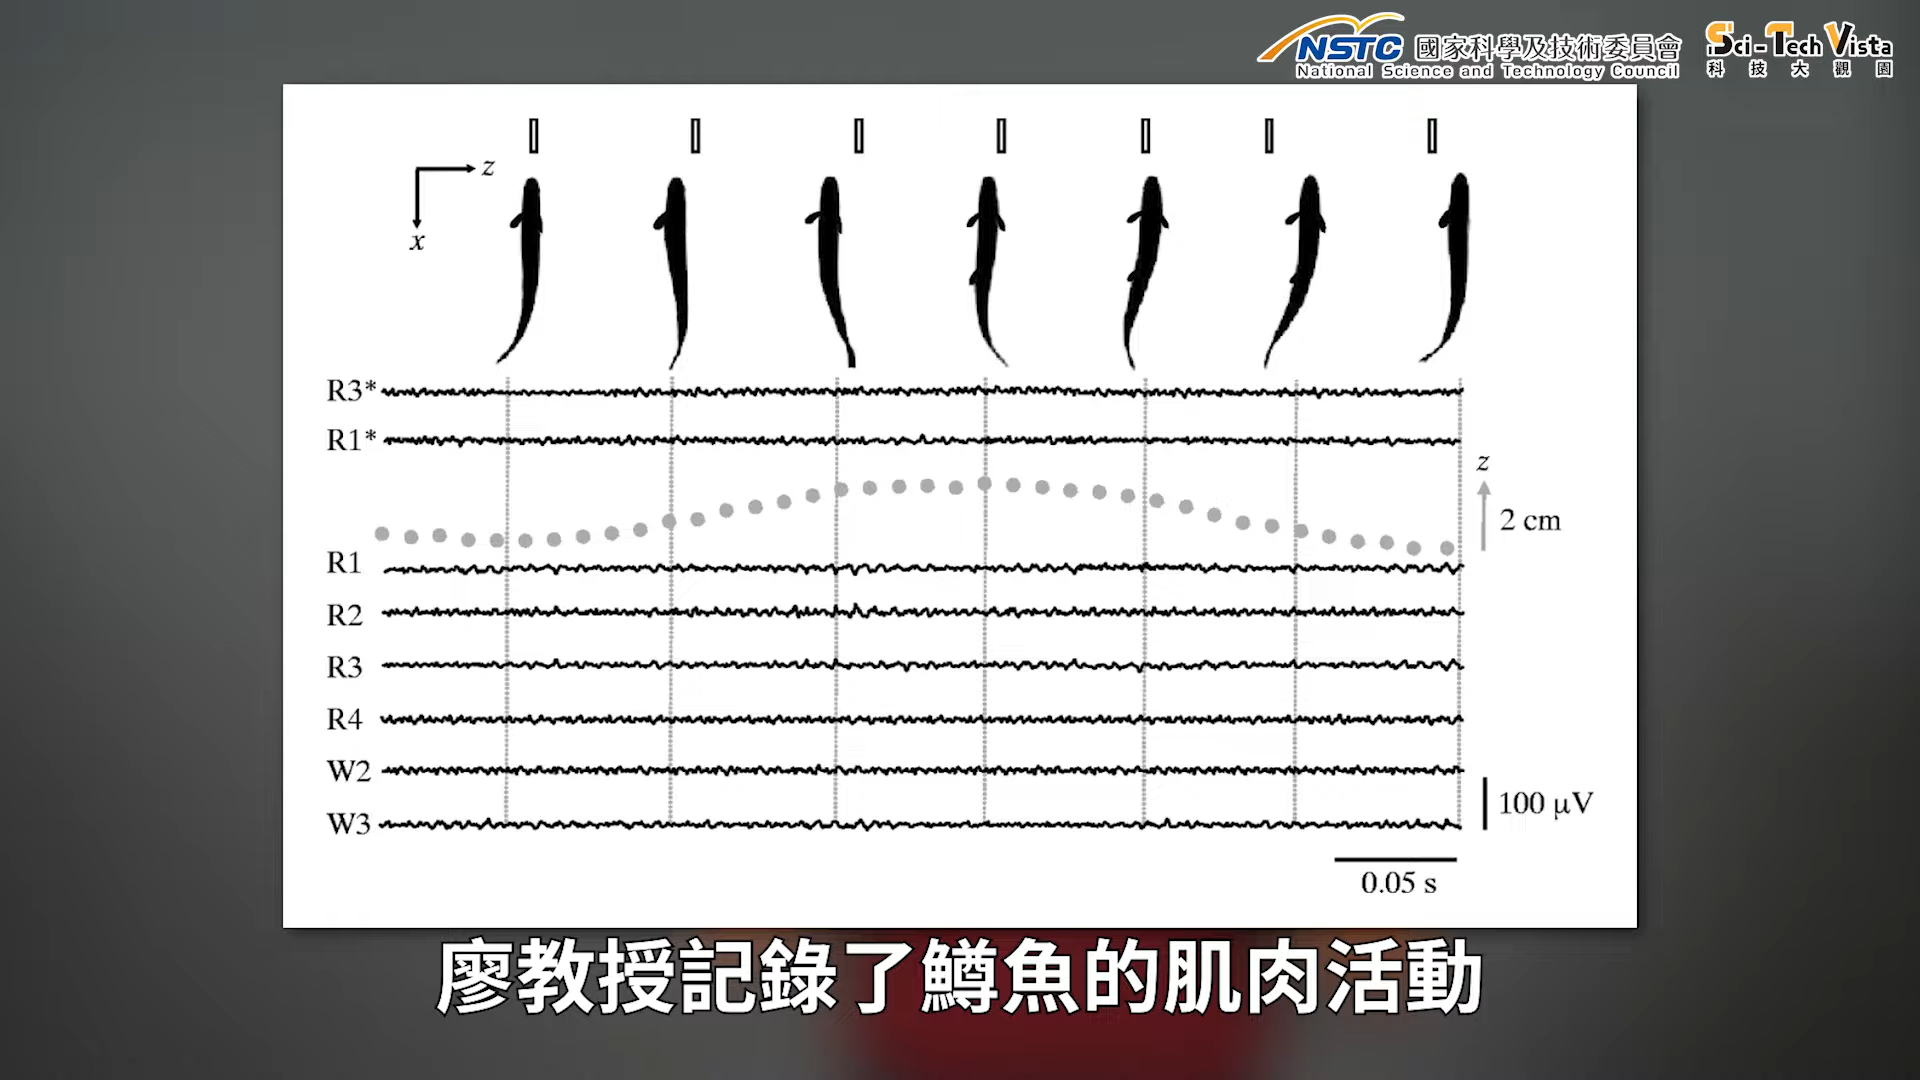 NSTC 國家科學及技術委員會
National Science and Technology Council
Sci-Tech Vista
科技大觀園
z
x
R3*
R1*
z
2 cm
R1
R2
R3
R4
W2
W3
100 μV
0.05 s
廖教授記錄了鱒魚的肌肉活動